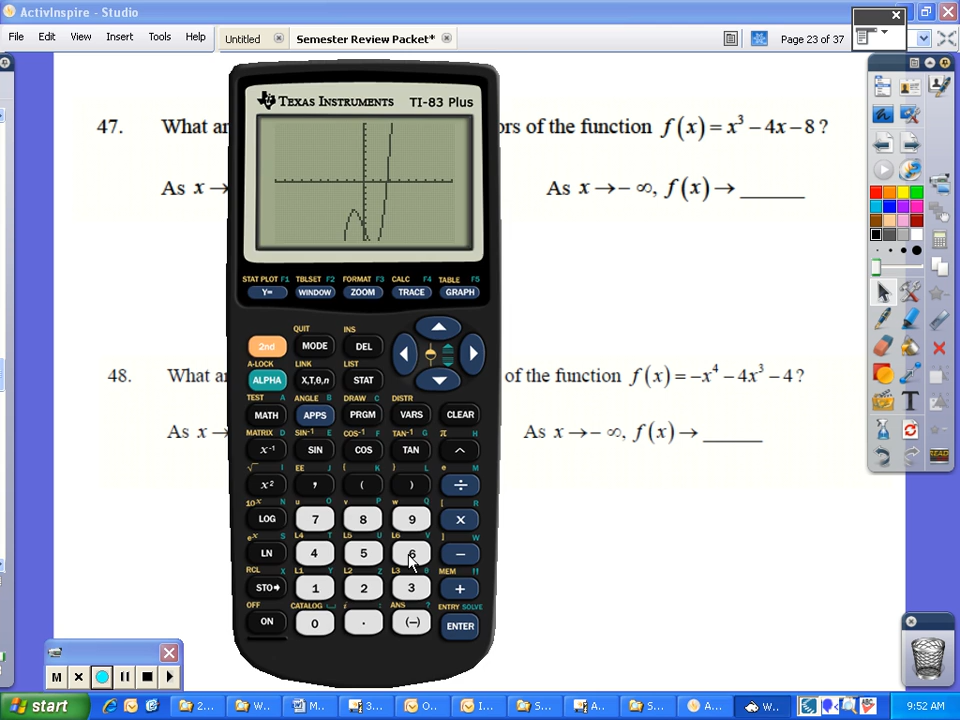 ActivInspire - Studio
File Edit View Insert Tools Help
Untitled Semester Review Packet* Page 23 of 37
47. What ar ors of the function f(x) = x³ − 4x − 8 ?
As x → As x → − ∞, f(x) → ______
48. What ar of the function f(x) = −x⁴ − 4x³ − 4 ?
As x → As x → − ∞, f(x) → ______
TEXAS INSTRUMENTS TI-83 Plus
STAT PLOT F1 TBLSET F2 FORMAT F3 CALC F4 TABLE F5
Y= WINDOW ZOOM TRACE GRAPH
QUIT INS
2nd MODE DEL
A-LOCK LINK LIST
ALPHA X,T,θ,n STAT
TEST A ANGLE B DRAW C DISTR
MATH APPS PRGM VARS CLEAR
MATRIX D SIN⁻¹ E COS⁻¹ F TAN⁻¹ G π H
x⁻¹ SIN COS TAN ^
√ I EE J { K } L e M
x² , ( ) ÷
10ˣ N u O v P w Q [ R
LOG 7 8 9 ×
eˣ S L4 T L5 U L6 V ] W
LN 4 5 6 −
RCL X L1 Y L2 Z L3 θ MEM "
STO➔ 1 2 3 +
OFF CATALOG i : ANS ? ENTRY SOLVE
ON 0 . (−) ENTER
M
start 2... W... M... 3... O... I... S... A... S... A... W... 9:52 AM